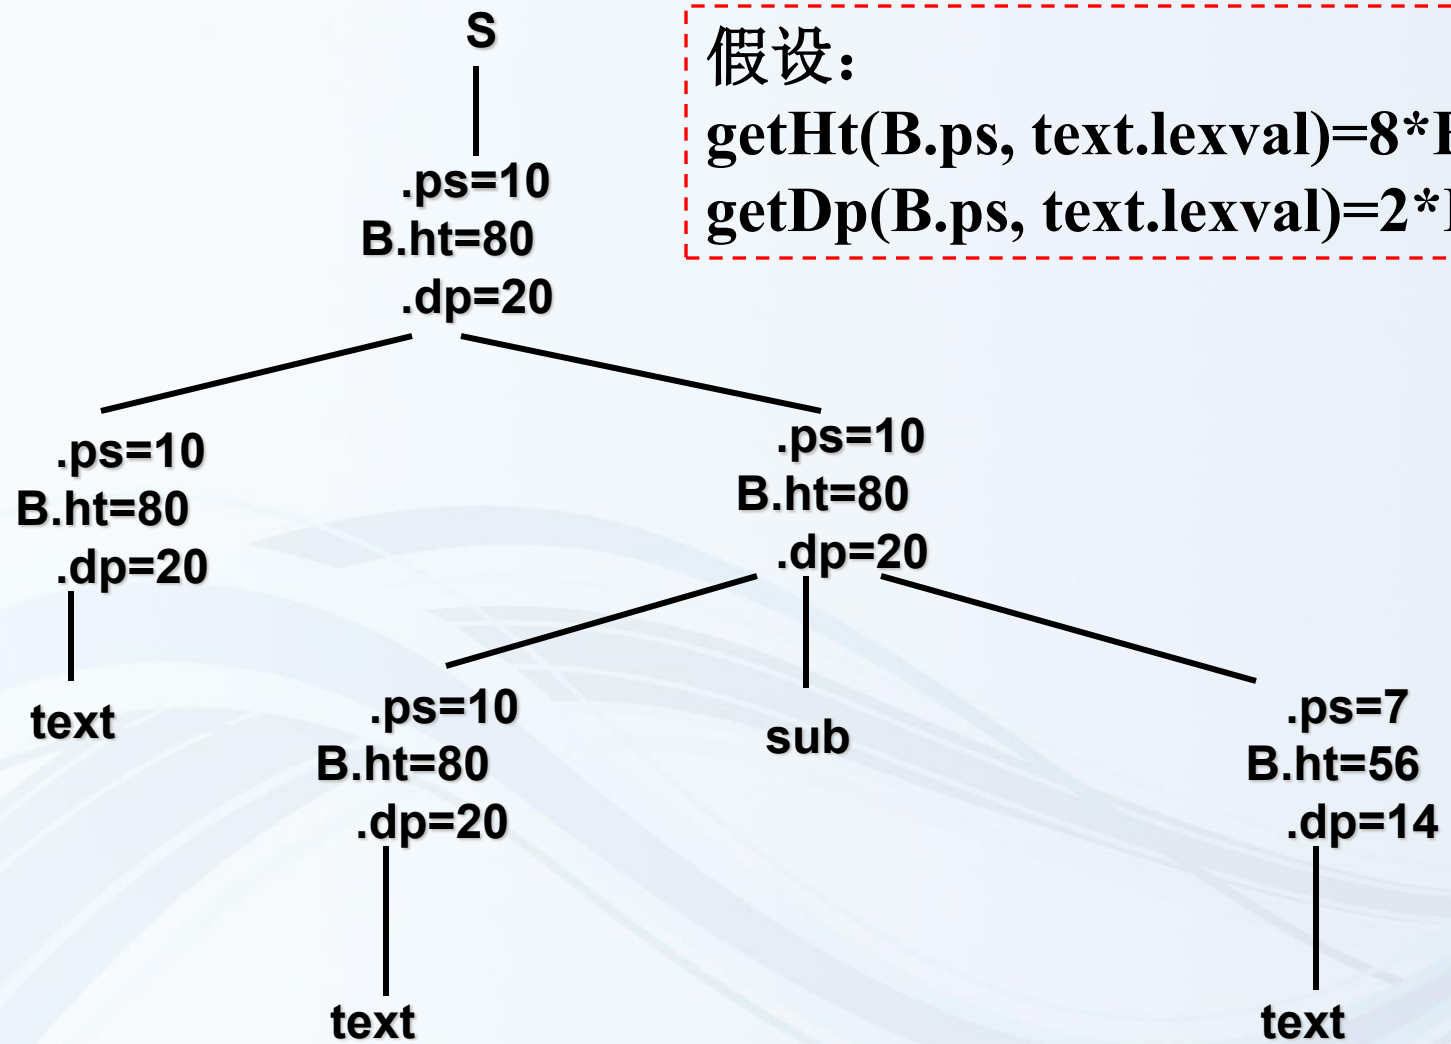 S
假设：
getHt(B.ps, text.lexval)=8*
getDp(B.ps, text.lexval)=2*
.ps=10
B.ht=80
.dp=20
.ps=10
B.ht=80
.dp=20
.ps=10
B.ht=80
.dp=20
text
.ps=10
B.ht=80
.dp=20
sub
.ps=7
B.ht=56
.dp=14
text
text